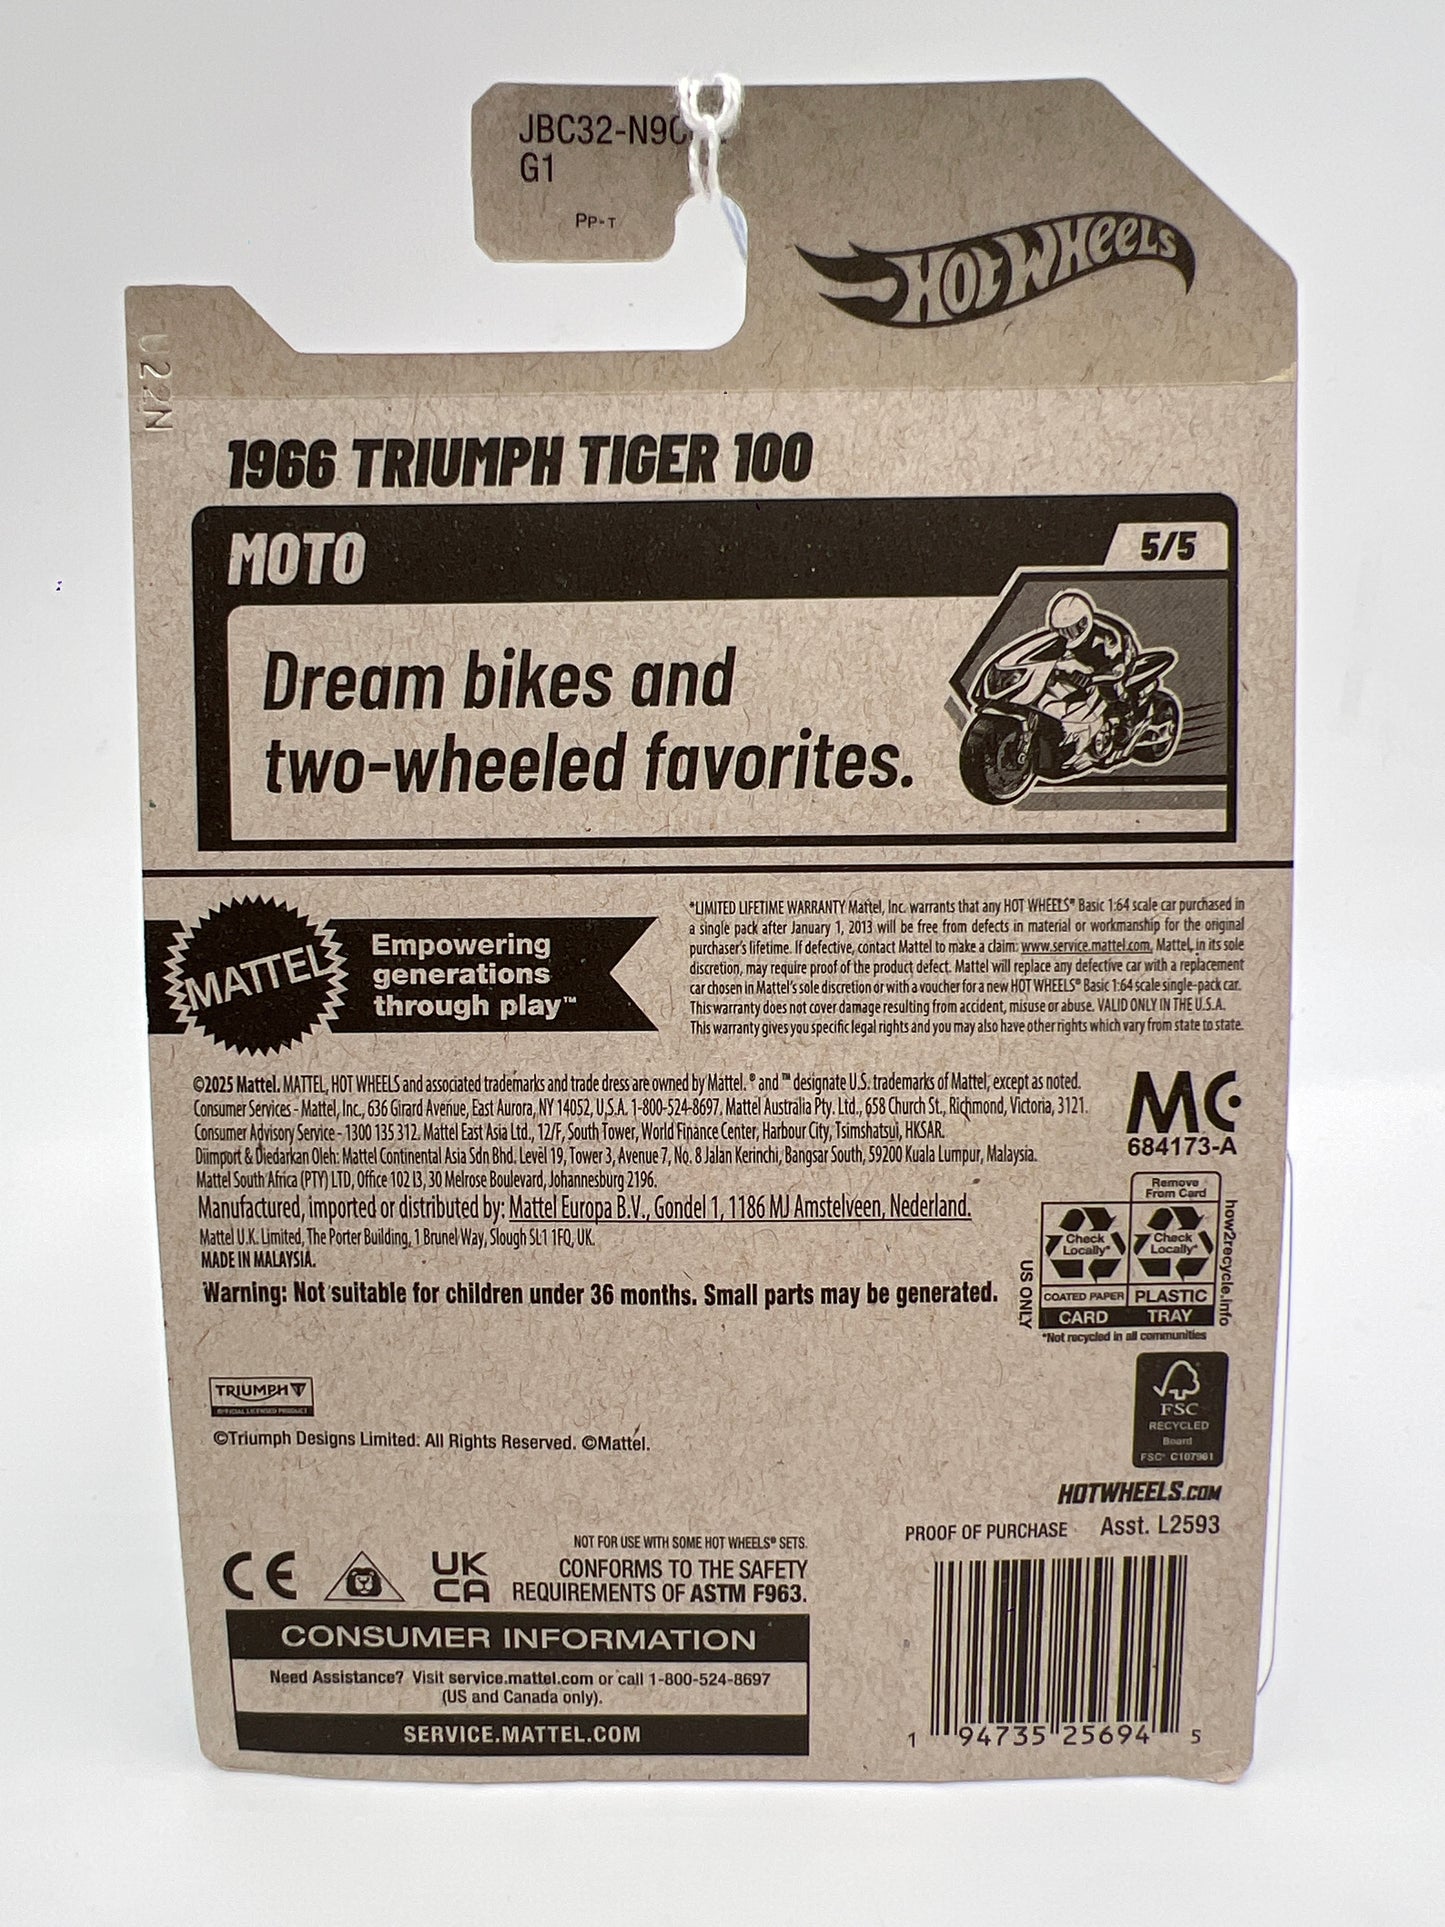 JBC32-N9C
G1
PP-T
HOT WHEELS
1966 TRIUMPH TIGER 100
MOTO
5/5
Dream bikes and
two-wheeled favorites.
MATTEL
Empowering
generations
through play™
*LIMITED LIFETIME WARRANTY Mattel, Inc. warrants that any HOT WHEELS® Basic 1:64 scale car purchased in
a single pack after January 1, 2013 will be free from defects in material or workmanship for the original
purchaser's lifetime. If defective, contact Mattel to make a claim: www.service.mattel.com, Mattel, in its sole
discretion, may require proof of the product defect. Mattel will replace any defective car with a replacement
car chosen in Mattel's sole discretion or with a voucher for a new HOT WHEELS® Basic 1:64 scale single-pack car.
This warranty does not cover damage resulting from accident, misuse or abuse. VALID ONLY IN THE U.S.A.
This warranty gives you specific legal rights and you may also have other rights which vary from state to state.
©2025 Mattel. MATTEL, HOT WHEELS and associated trademarks and trade dress are owned by Mattel. ® and ™ designate U.S. trademarks of Mattel, except as noted.
Consumer Services - Mattel, Inc., 636 Girard Avenue, East Aurora, NY 14052, U.S.A. 1-800-524-8697. Mattel Australia Pty. Ltd., 658 Church St., Richmond, Victoria, 3121.
Consumer Advisory Service - 1300 135 312. Mattel East Asia Ltd., 12/F, South Tower, World Finance Center, Harbour City, Tsimshatsui, HKSAR.
Diimport & Diedarkan Oleh: Mattel Continental Asia Sdn Bhd. Level 19, Tower 3, Avenue 7, No. 8 Jalan Kerinchi, Bangsar South, 59200 Kuala Lumpur, Malaysia.
Mattel South Africa (PTY) LTD, Office 102 I3, 30 Melrose Boulevard, Johannesburg 2196.
Manufactured, imported or distributed by: Mattel Europa B.V., Gondel 1, 1186 MJ Amstelveen, Nederland.
Mattel U.K. Limited, The Porter Building, 1 Brunel Way, Slough SL1 1FQ, UK.
MADE IN MALAYSIA.
Warning: Not suitable for children under 36 months. Small parts may be generated.
MC
684173-A
Remove
From Card
Check
Locally*
Check
Locally*
COATED PAPER
PLASTIC
CARD
TRAY
US ONLY
how2recycle.info
*Not recycled in all communities
TRIUMPH
OFFICIAL LICENSED PRODUCT
©Triumph Designs Limited. All Rights Reserved. ©Mattel.
FSC
RECYCLED
Board
FSC® C107961
HOTWHEELS.COM
PROOF OF PURCHASE Asst. L2593
NOT FOR USE WITH SOME HOT WHEELS® SETS.
CE
UK
CA
CONFORMS TO THE SAFETY
REQUIREMENTS OF ASTM F963.
CONSUMER INFORMATION
Need Assistance? Visit service.mattel.com or call 1-800-524-8697
(US and Canada only).
SERVICE.MATTEL.COM
1 94735 25694 5